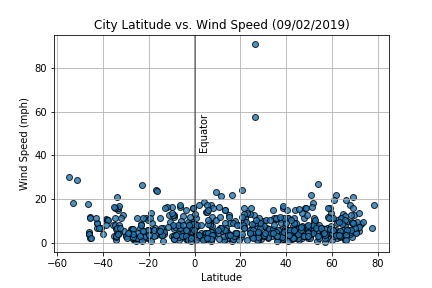 City Latitude vs. Wind Speed (09/02/2019)
80
60
40
20
0
Wind Speed (mph)
Equator
−60 −40 −20 0 20 40 60 80
Latitude